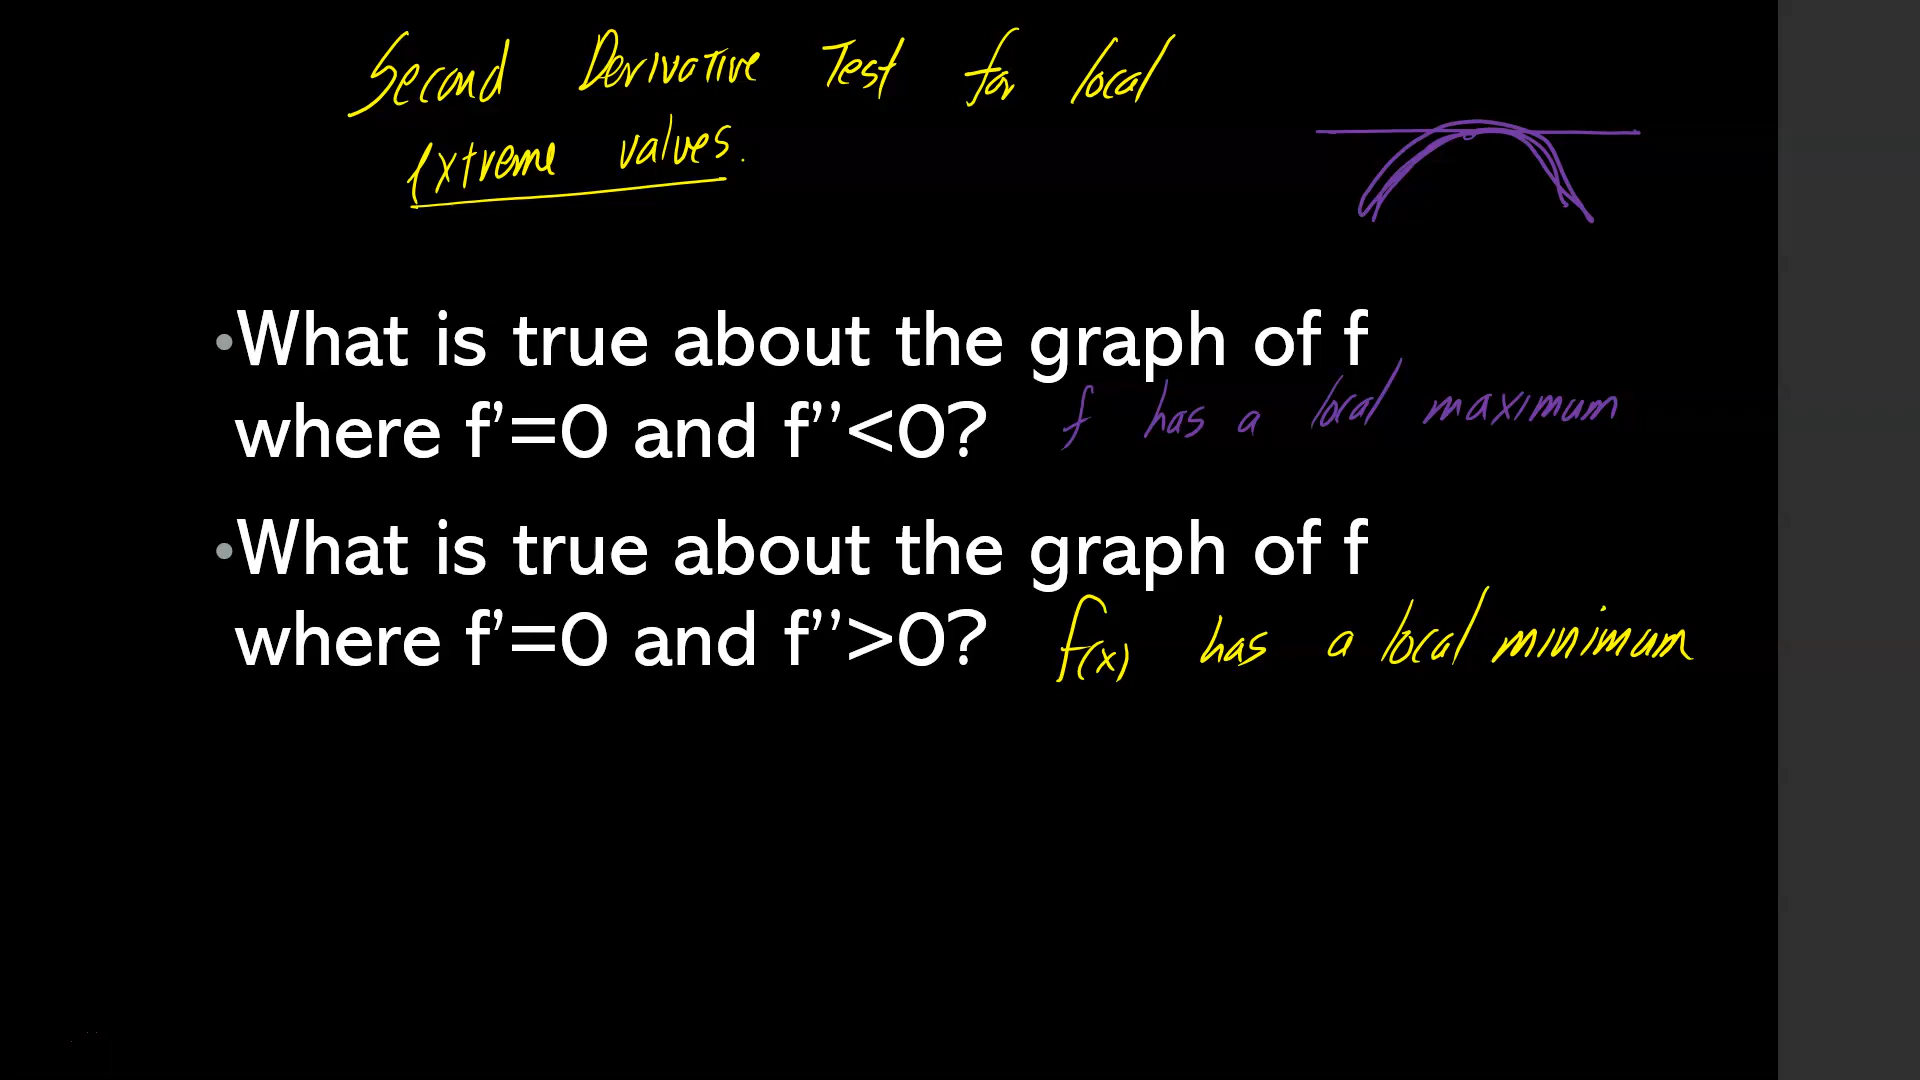 Second Derivative Test for local
extreme values.
•What is true about the graph of f
where f’=0 and f’’<0? f has a local maximum
•What is true about the graph of f
where f’=0 and f’’>0? f(x) has a local minimum